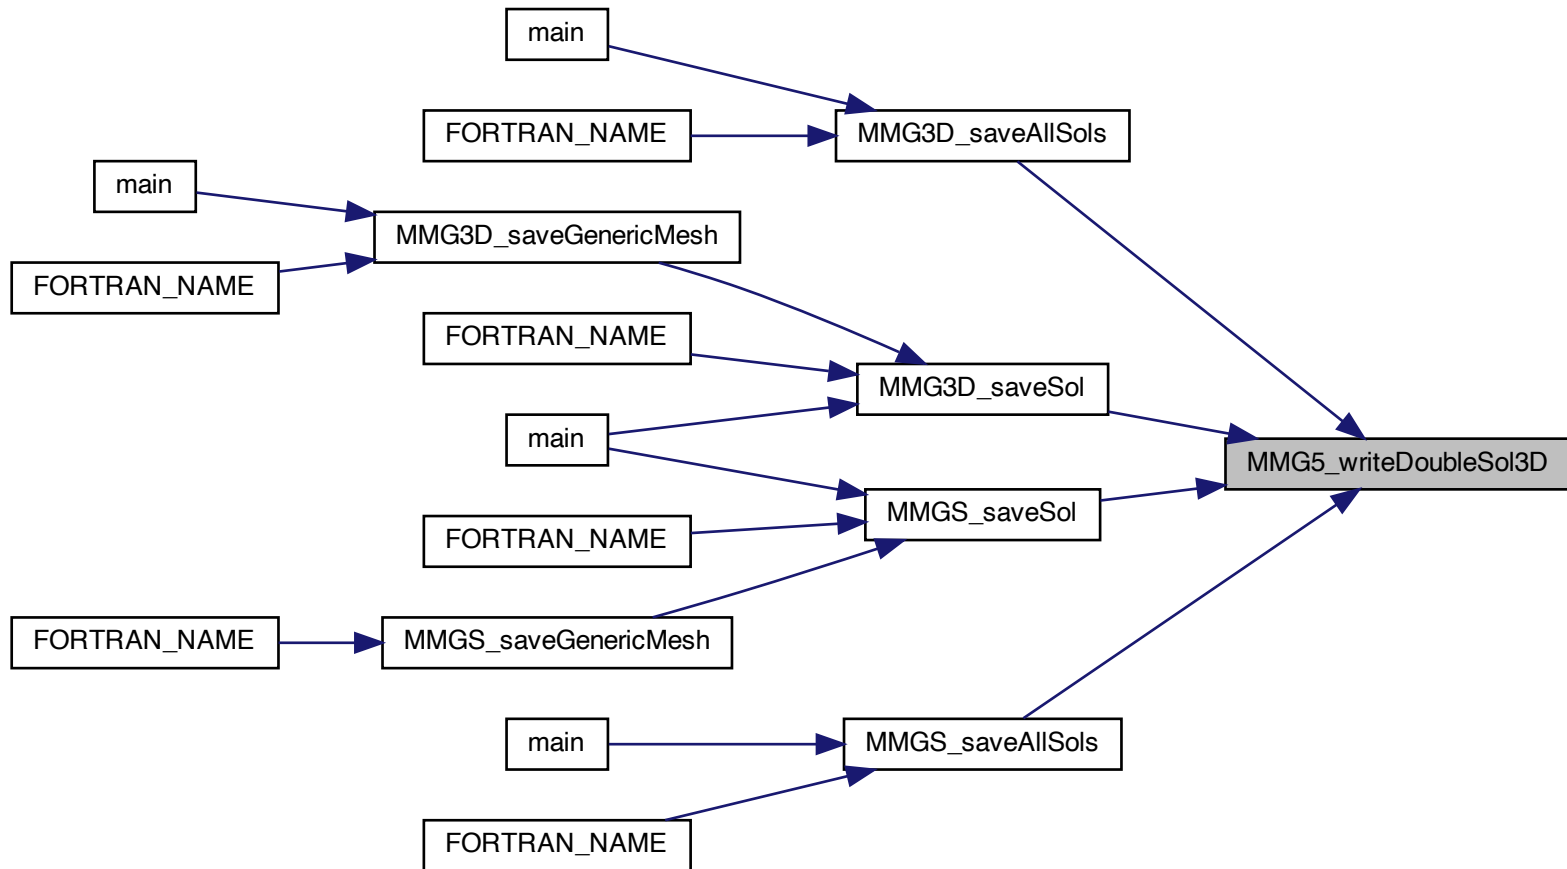 main
FORTRAN_NAME
MMG3D_saveAllSols
main
MMG3D_saveGenericMesh
FORTRAN_NAME
FORTRAN_NAME
MMG3D_saveSol
main
MMG5_writeDoubleSol3D
MMGS_saveSol
FORTRAN_NAME
FORTRAN_NAME
MMGS_saveGenericMesh
main
MMGS_saveAllSols
FORTRAN_NAME